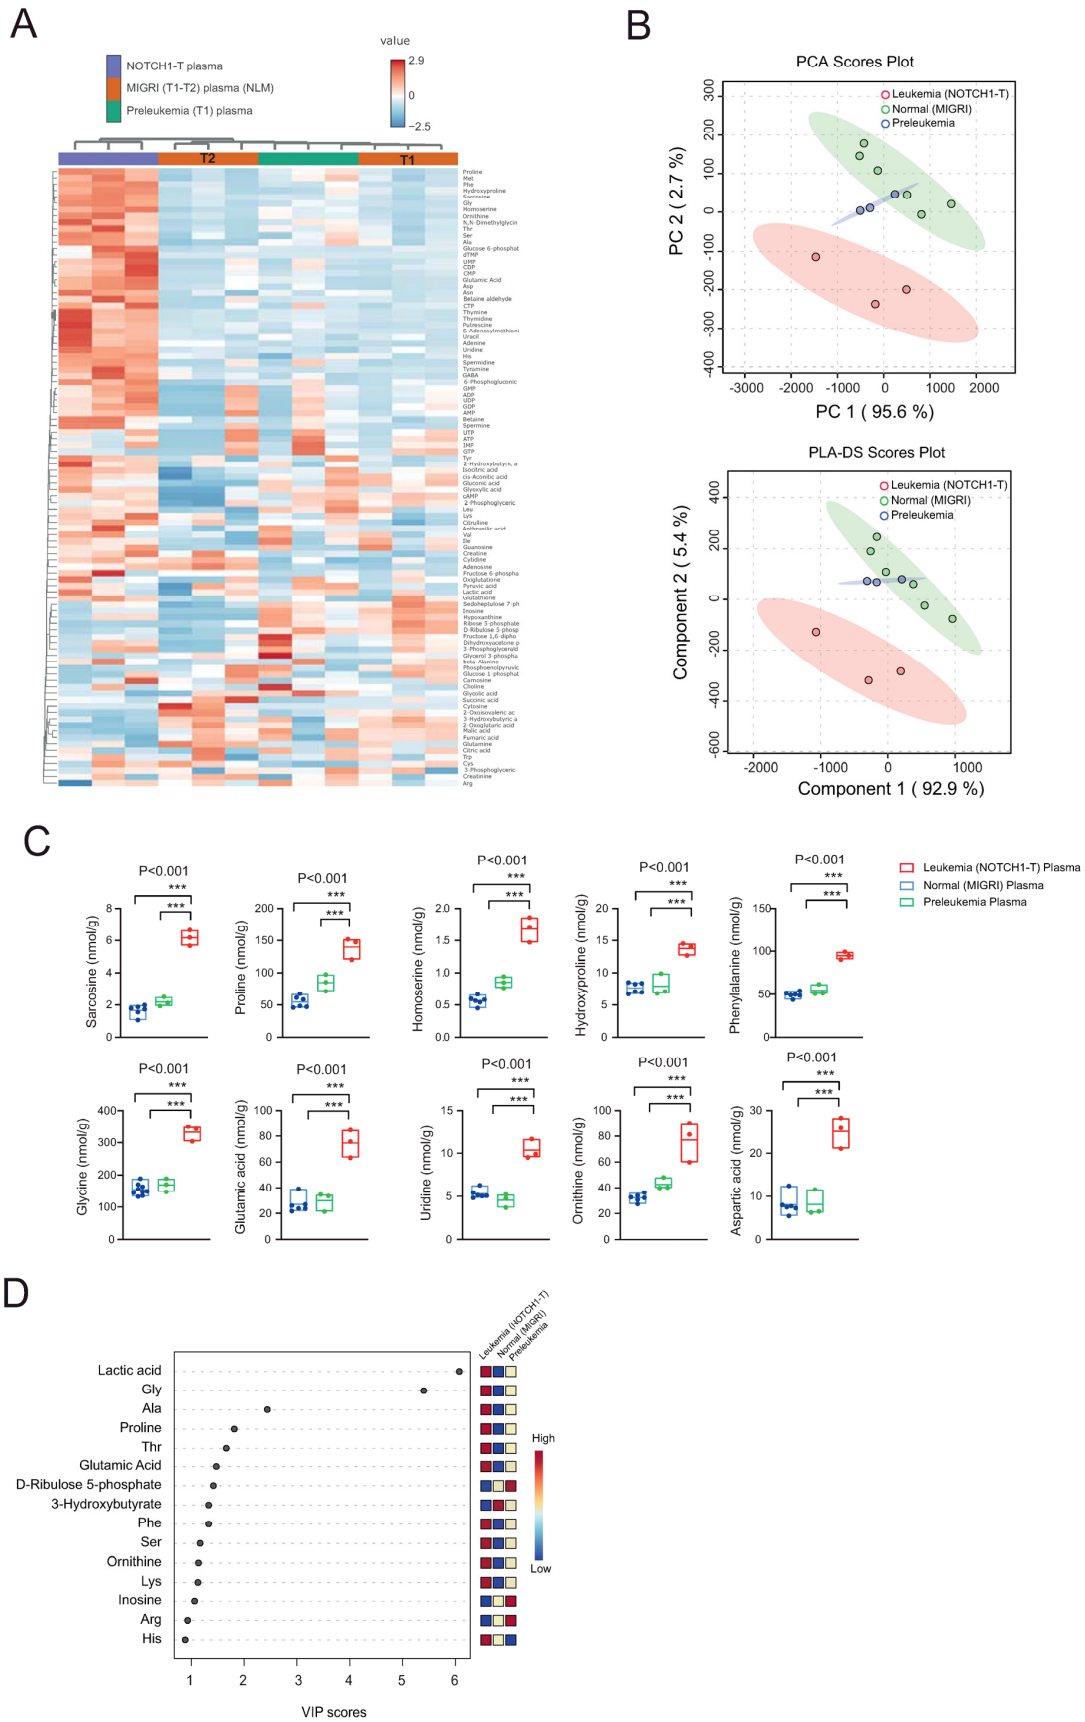 A
value
NOTCH1-T plasma
MIGRI (T1-T2) plasma (NLM)
Preleukemia (T1) plasma
2.9
0
−2.5
T2
T1
Proline
Met
Phe
Hydroxyproline
Sarcosine
Gly
Homoserine
Ornithine
N,N-Dimethylglycin
Thr
Ser
Ala
Glucose 6-phosphat
dTMP
UMP
CDP
CMP
Glutamic Acid
Asp
Asn
Betaine aldehyde
CTP
Thymine
Thymidine
Putrescine
Uracil
Adenine
Uridine
His
Spermidine
Tyramine
GABA
6-Phosphogluconic
GMP
ADP
UDP
GDP
AMP
Betaine
Spermine
UTP
ATP
IMP
GTP
Tyr
2-Hydroxybutyric a
Isocitric acid
cis-Aconitic acid
Gluconic acid
Glyoxylic acid
cAMP
2-Phosphoglyceric
Leu
Lys
Citrulline
Anthranilic acid
Val
Ile
Guanosine
Creatine
Cytidine
Adenosine
Fructose 6-phospha
Oxiglutatione
Pyruvic acid
Lactic acid
Glutathione
Sedoheptulose 7-ph
Inosine
Hypoxanthine
Ribose 5-phosphate
D-Ribulose 5-phosp
Fructose 1,6-dipho
Dihydroxyacetone p
3-Phosphoglycerald
Glycerol 3-phospha
beta-Alanine
Phosphoenolpyruvic
Glucose 1-phosphat
Carnosine
Choline
Glycolic acid
Succinic acid
Cytosine
2-Oxoisovaleric ac
3-Hydroxybutyric a
2-Oxoglutaric acid
Malic acid
Fumaric acid
Glutamine
Citric acid
Trp
Cys
3-Phosphoglyceric
Creatinine
Arg
B
PCA Scores Plot
Leukemia (NOTCH1-T)
Normal (MIGRI)
Preleukemia
PC 2 ( 2.7 %)
300
200
100
0
-100
-200
-300
-400
-3000 -2000 -1000 0 1000 2000
PC 1 ( 95.6 %)
PLA-DS Scores Plot
Leukemia (NOTCH1-T)
Normal (MIGRI)
Preleukemia
Component 2 ( 5.4 %)
400
200
0
-200
-400
-600
-2000 -1000 0 1000
Component 1 ( 92.9 %)
C
Leukemia (NOTCH1-T) Plasma
Normal (MIGRI) Plasma
Preleukemia Plasma
P<0.001
***
***
Sarcosine (nmol/g)
8
6
4
2
0
P<0.001
***
***
Proline (nmol/g)
200
150
100
50
0
P<0.001
***
***
Homoserine (nmol/g)
2.0
1.5
1.0
0.5
0.0
P<0.001
***
***
Hydroxyproline (nmol/g)
20
15
10
5
0
P<0.001
***
***
Phenylalanine (nmol/g)
150
100
50
0
P<0.001
***
***
Glycine (nmol/g)
400
300
200
100
0
P<0.001
***
***
Glutamic acid (nmol/g)
100
80
60
40
20
0
P<0.001
***
***
Uridine (nmol/g)
15
10
5
0
P<0.001
***
***
Ornithine (nmol/g)
100
80
60
40
20
0
P<0.001
***
***
Aspartic acid (nmol/g)
30
20
10
0
D
Leukemia (NOTCH1-T)
Normal (MIGRI)
Preleukemia
Lactic acid
Gly
Ala
Proline
Thr
Glutamic Acid
D-Ribulose 5-phosphate
3-Hydroxybutyrate
Phe
Ser
Ornithine
Lys
Inosine
Arg
His
High
Low
1 2 3 4 5 6
VIP scores